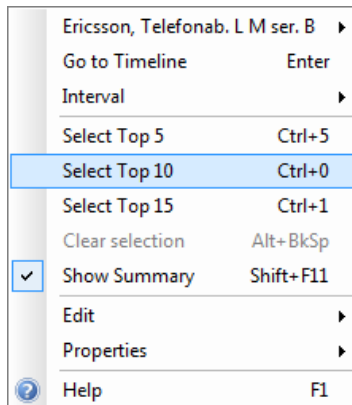 Ericsson, Telefonab. L M ser. B
Go to Timeline Enter
Interval
Select Top 5 Ctrl+5
Select Top 10 Ctrl+0
Select Top 15 Ctrl+1
Clear selection Alt+BkSp
Show Summary Shift+F11
Edit
Properties
Help F1